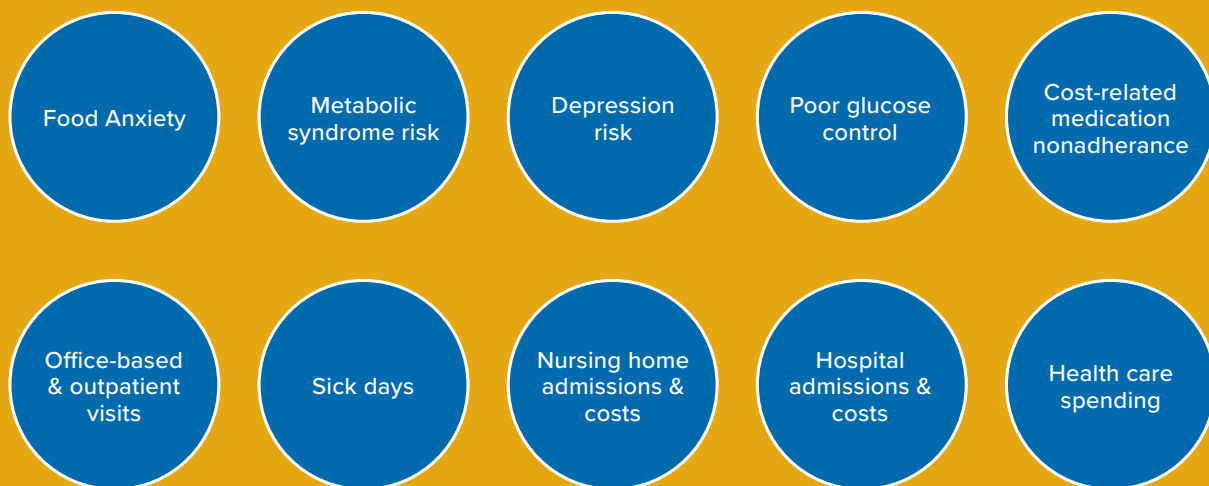 Food Anxiety
Metabolic
syndrome risk
Depression
risk
Poor glucose
control
Cost-related
medication
nonadherance
Office-based
& outpatient
visits
Sick days
Nursing home
admissions &
costs
Hospital
admissions &
costs
Health care
spending